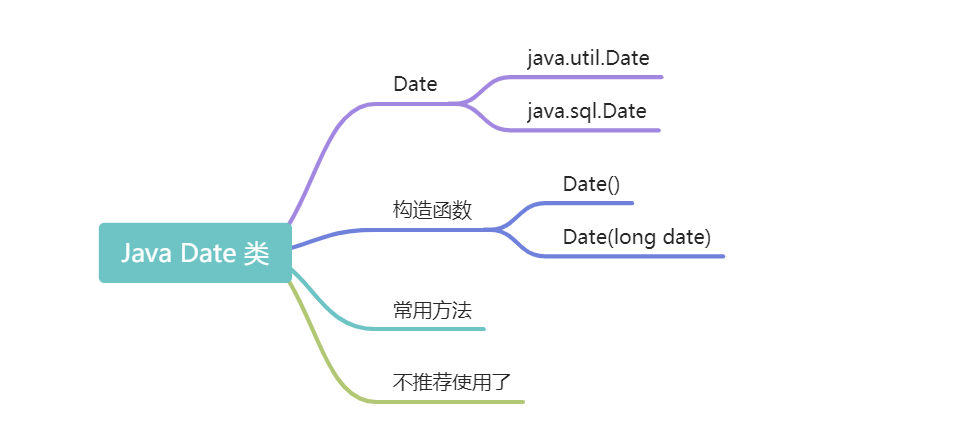 Java Date 类
Date
java.util.Date
java.sql.Date
构造函数
Date()
Date(long date)
常用方法
不推荐使用了